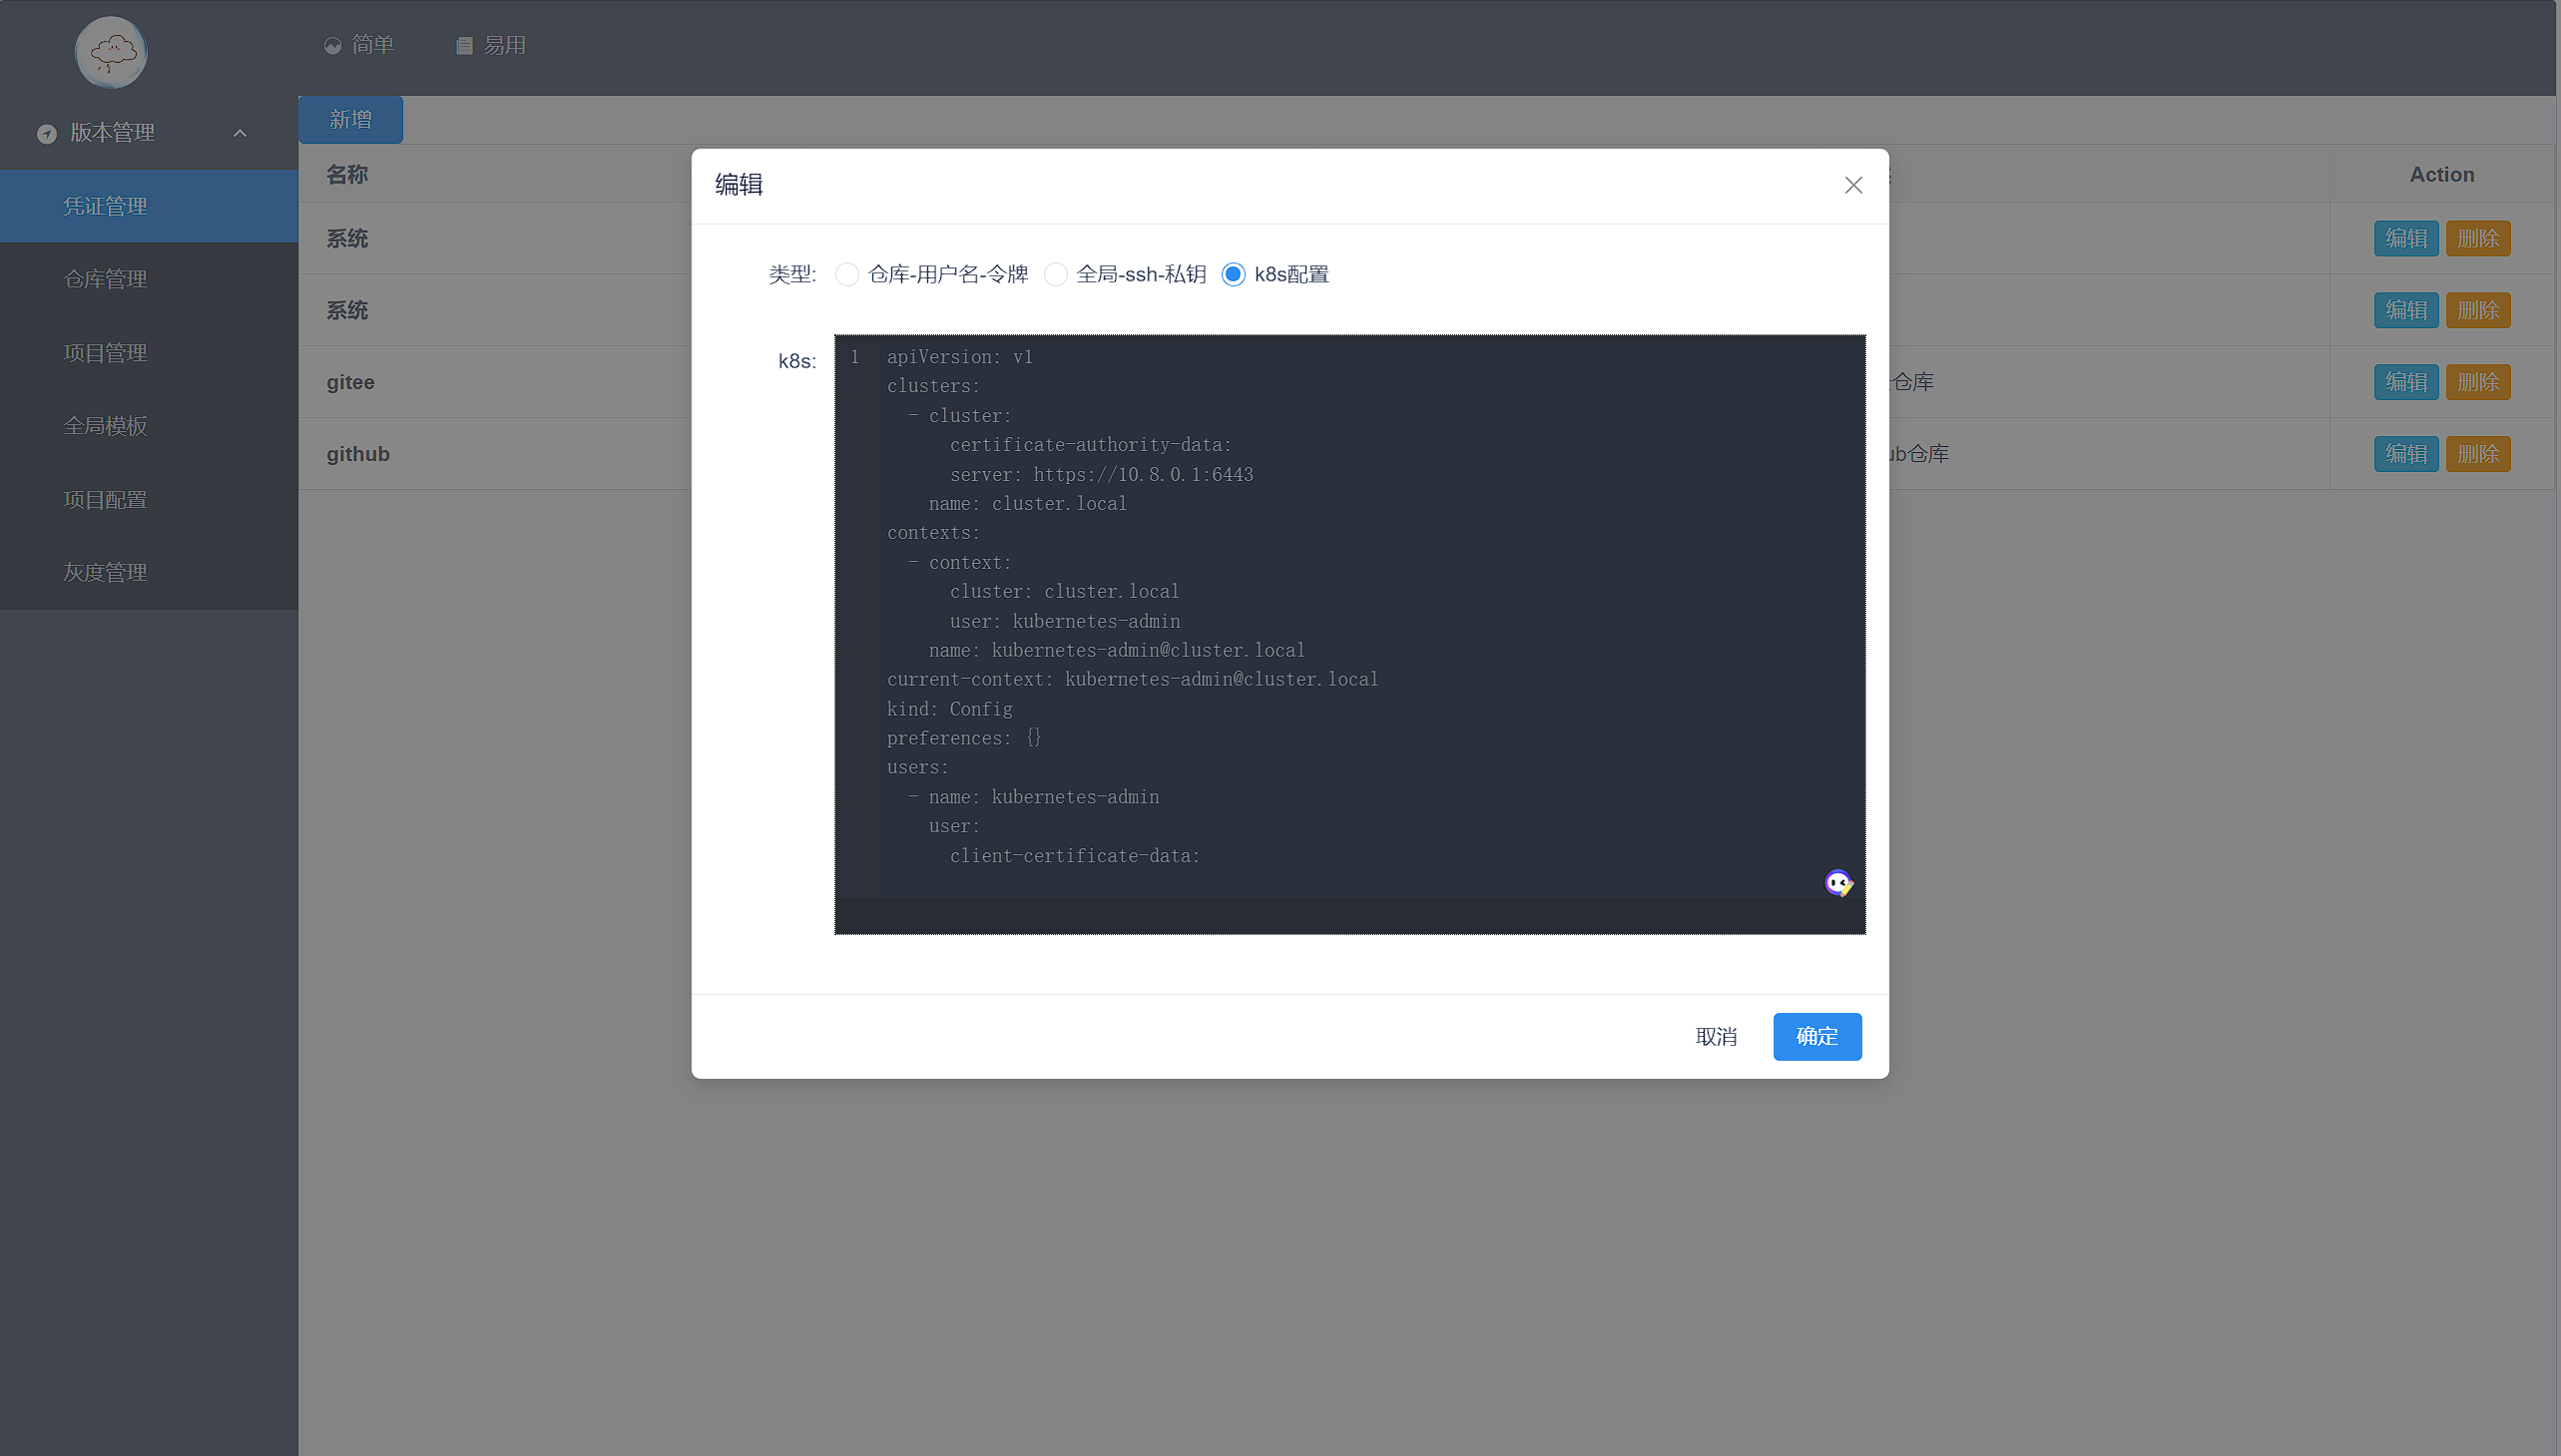 简单
易用
版本管理
凭证管理
仓库管理
项目管理
全局模板
项目配置
灰度管理
新增
名称
Action
系统
编辑 删除
系统
编辑 删除
gitee
仓库
编辑 删除
github
ub仓库
编辑 删除
编辑
类型: 仓库-用户名-令牌 全局-ssh-私钥 k8s配置
k8s:
1 apiVersion: v1
clusters:
  - cluster:
      certificate-authority-data:
      server: https://10.8.0.1:6443
    name: cluster.local
contexts:
  - context:
      cluster: cluster.local
      user: kubernetes-admin
    name: kubernetes-admin@cluster.local
current-context: kubernetes-admin@cluster.local
kind: Config
preferences: {}
users:
  - name: kubernetes-admin
    user:
      client-certificate-data:
取消 确定